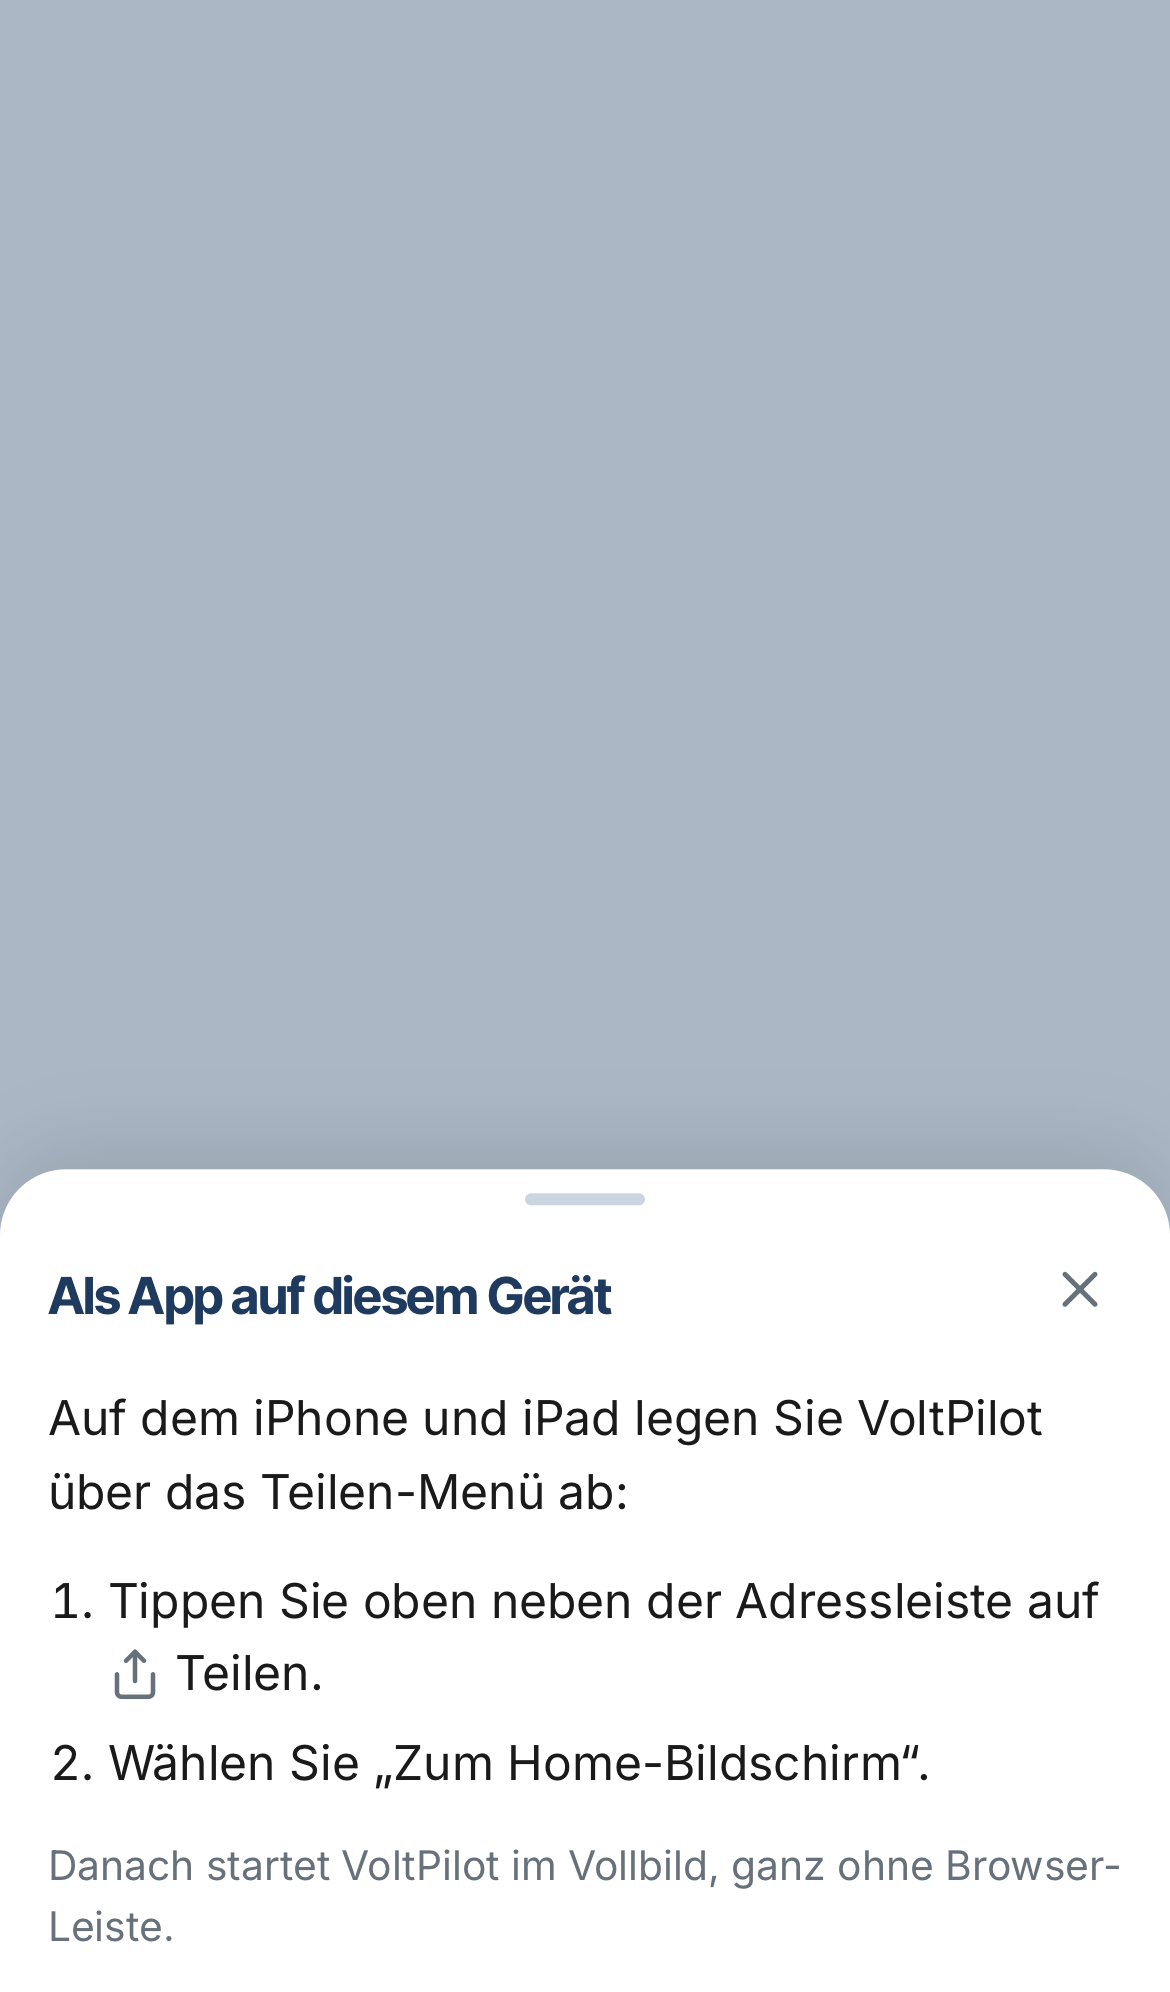 Als App auf diesem Gerät
Auf dem iPhone und iPad legen Sie VoltPilot
über das Teilen-Menü ab:
1. Tippen Sie oben neben der Adressleiste auf
Teilen.
2. Wählen Sie „Zum Home-Bildschirm“.
Danach startet VoltPilot im Vollbild, ganz ohne Browser-
Leiste.